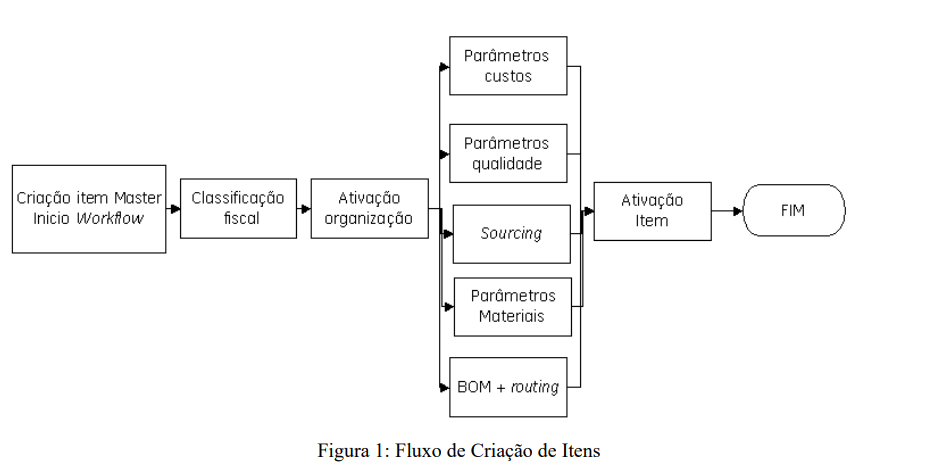 Criação item Master
Inicio Workflow
Classificação
fiscal
Ativação
organização
Parâmetros
custos
Parâmetros
qualidade
Sourcing
Parâmetros
Materiais
BOM + routing
Ativação
Item
FIM
Figura 1: Fluxo de Criação de Itens